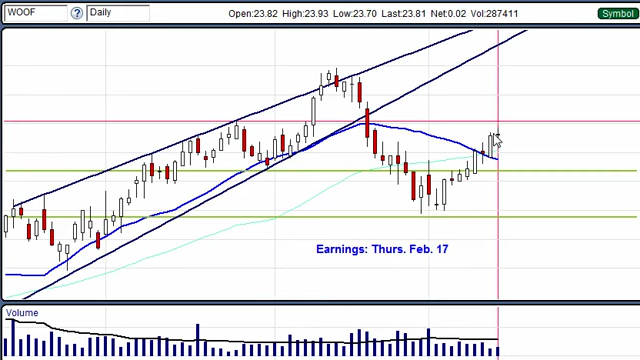 WOOF ? Daily Open:23.82 High:23.93 Low:23.70 Last:23.81 Net:0.02 Vol:287411 Symbol
Earnings: Thurs. Feb. 17
Volume